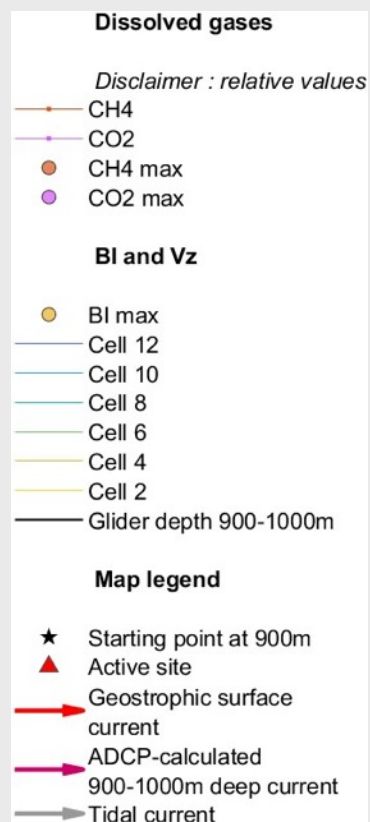 Dissolved gases
Disclaimer : relative values
CH4
CO2
CH4 max
CO2 max
BI and Vz
BI max
Cell 12
Cell 10
Cell 8
Cell 6
Cell 4
Cell 2
Glider depth 900-1000m
Map legend
Starting point at 900m
Active site
Geostrophic surface
current
ADCP-calculated
900-1000m deep current
Tidal current